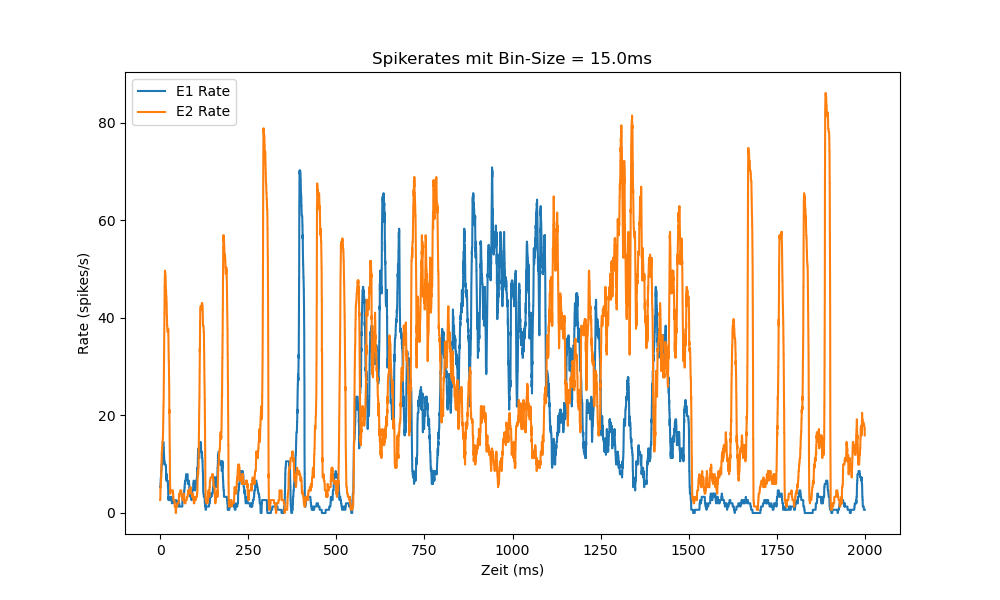 Spikerates mit Bin-Size = 15.0ms
E1 Rate
E2 Rate
80
60
40
20
0
Rate (spikes/s)
0 250 500 750 1000 1250 1500 1750 2000
Zeit (ms)